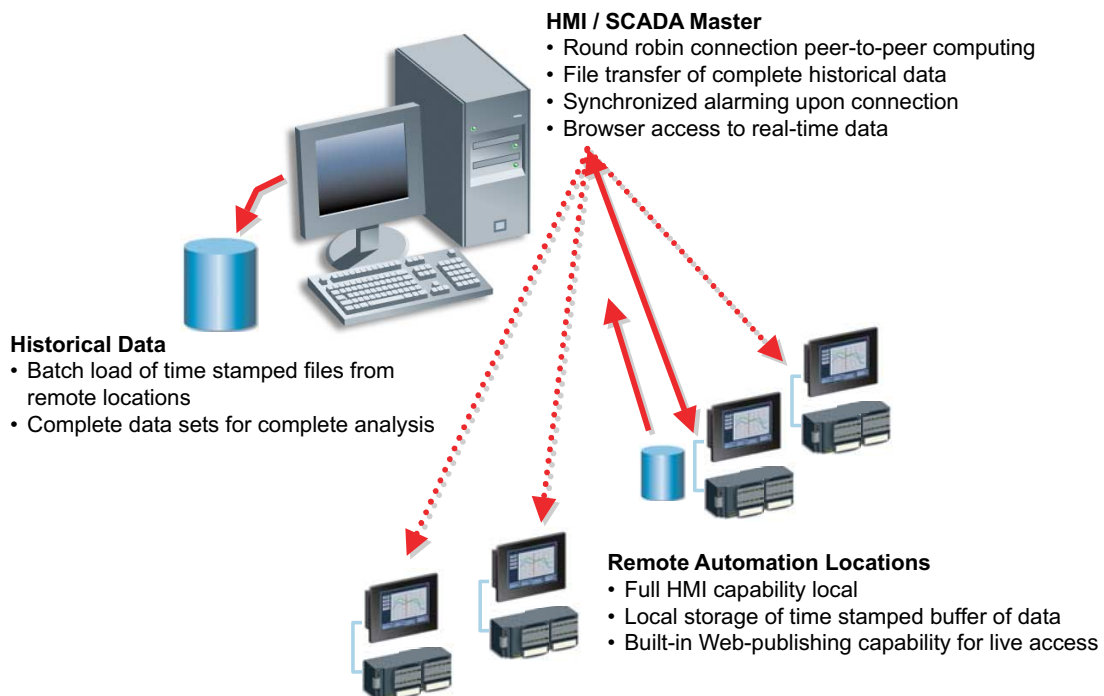 HMI / SCADA Master
• Round robin connection peer-to-peer computing
• File transfer of complete historical data
• Synchronized alarming upon connection
• Browser access to real-time data
Historical Data
• Batch load of time stamped files from
remote locations
• Complete data sets for complete analysis
Remote Automation Locations
• Full HMI capability local
• Local storage of time stamped buffer of data
• Built-in Web-publishing capability for live access